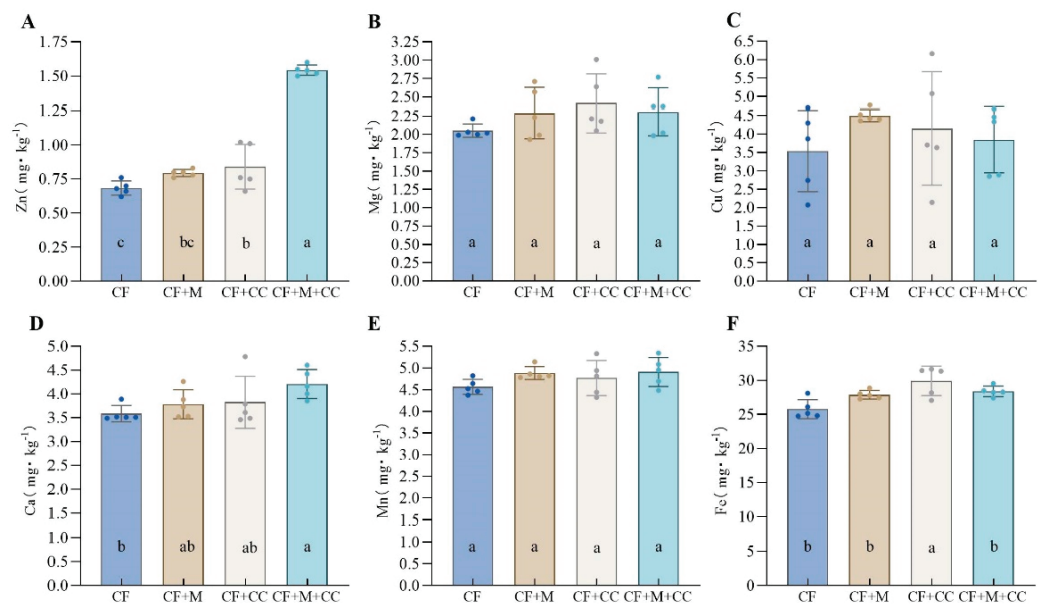 A
Zn( mg• kg-1)
1.75
1.50
1.00
0.75
0.50
0.25
0.00
c
bc
b
a
CF
CF+M
CF+CC
CF+M+CC
B
Mg( mg• kg-1)
3.25
3.00
2.75
2.50
2.25
2.00
1.75
1.50
1.25
1.00
0.75
0.50
0.25
0.00
a
a
a
a
CF
CF+M
CF+CC
CF+M+CC
C
Cu( mg• kg-1)
6.5
6.0
5.5
5.0
4.5
4.0
3.5
3.0
2.5
2.0
1.5
1.0
0.5
0.0
a
a
a
a
CF
CF+M
CF+CC
CF+M+CC
D
Ca( mg• kg-1)
5.0
4.5
4.0
3.5
3.0
2.5
2.0
1.5
1.0
0.5
0.0
b
ab
ab
a
CF
CF+M
CF+CC
CF+M+CC
E
Mn( mg• kg-1)
5.5
5.0
4.5
4.0
3.5
3.0
2.5
2.0
1.5
1.0
0.5
0.0
a
a
a
a
CF
CF+M
CF+CC
CF+M+CC
F
Fe( mg• kg-1)
35
30
25
20
15
10
5
0
b
b
a
b
CF
CF+M
CF+CC
CF+M+CC